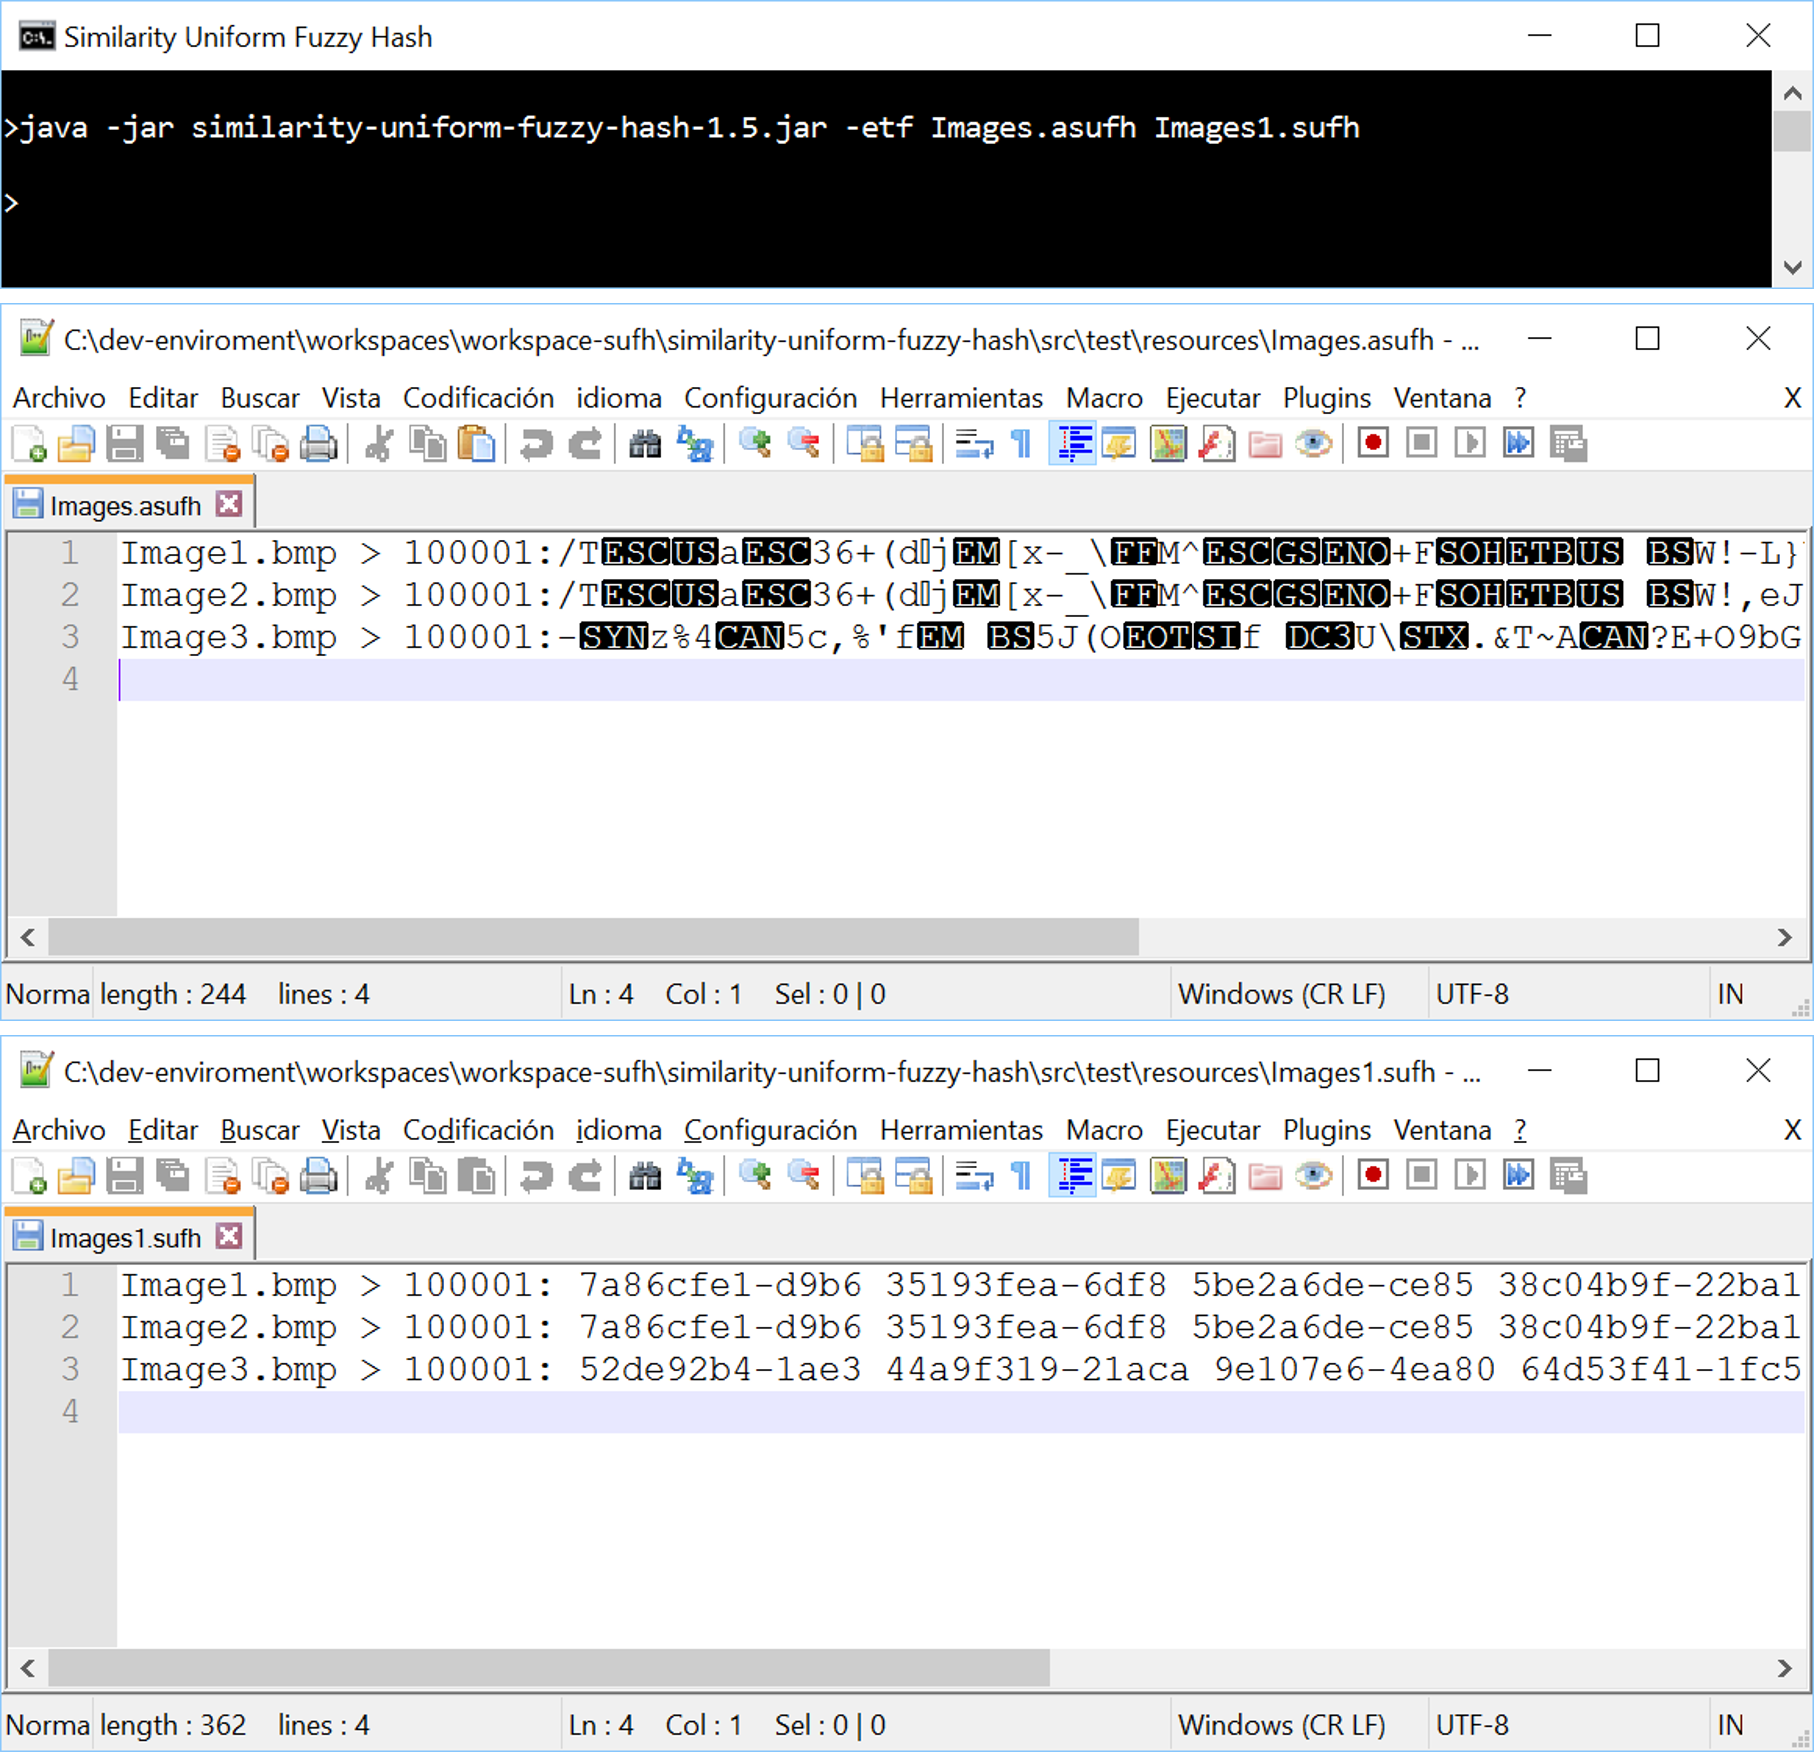 Similarity Uniform Fuzzy Hash
>java -jar similarity-uniform-fuzzy-hash-1.5.jar -etf Images.asufh Images1.sufh
>
C:\dev-enviroment\workspaces\workspace-sufh\similarity-uniform-fuzzy-hash\src\test\resources\Images.asufh - ...
Archivo Editar Buscar Vista Codificación idioma Configuración Herramientas Macro Ejecutar Plugins Ventana ? X
Images.asufh
1 Image1.bmp > 100001:/TESCUSaESC36+(djEM[x-_\FFM^ESCGSENQ+FSOHETBUS BSW!-L}
2 Image2.bmp > 100001:/TESCUSaESC36+(djEM[x-_\FFM^ESCGSENQ+FSOHETBUS BSW!,eJ
3 Image3.bmp > 100001:-SYNz%4CAN5c,%'fEM BS5J(OEOTSIf DC3U\STX.&T~ACAN?E+O9bG
4
Norma length : 244 lines : 4 Ln : 4 Col : 1 Sel : 0 | 0 Windows (CR LF) UTF-8 IN
C:\dev-enviroment\workspaces\workspace-sufh\similarity-uniform-fuzzy-hash\src\test\resources\Images1.sufh - ...
Archivo Editar Buscar Vista Codificación idioma Configuración Herramientas Macro Ejecutar Plugins Ventana ? X
Images1.sufh
1 Image1.bmp > 100001: 7a86cfe1-d9b6 35193fea-6df8 5be2a6de-ce85 38c04b9f-22ba1
2 Image2.bmp > 100001: 7a86cfe1-d9b6 35193fea-6df8 5be2a6de-ce85 38c04b9f-22ba1
3 Image3.bmp > 100001: 52de92b4-1ae3 44a9f319-21aca 9e107e6-4ea80 64d53f41-1fc5
4
Norma length : 362 lines : 4 Ln : 4 Col : 1 Sel : 0 | 0 Windows (CR LF) UTF-8 IN